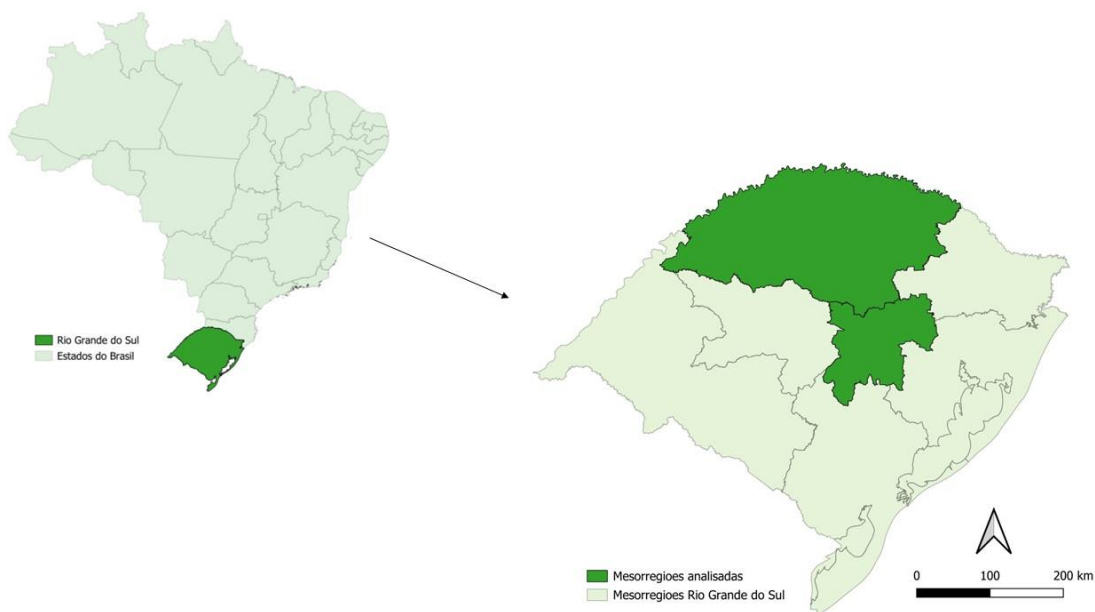 Rio Grande do Sul
Estados do Brasil
Mesorregioes analisadas
Mesorregioes Rio Grande do Sul
0 100 200 km